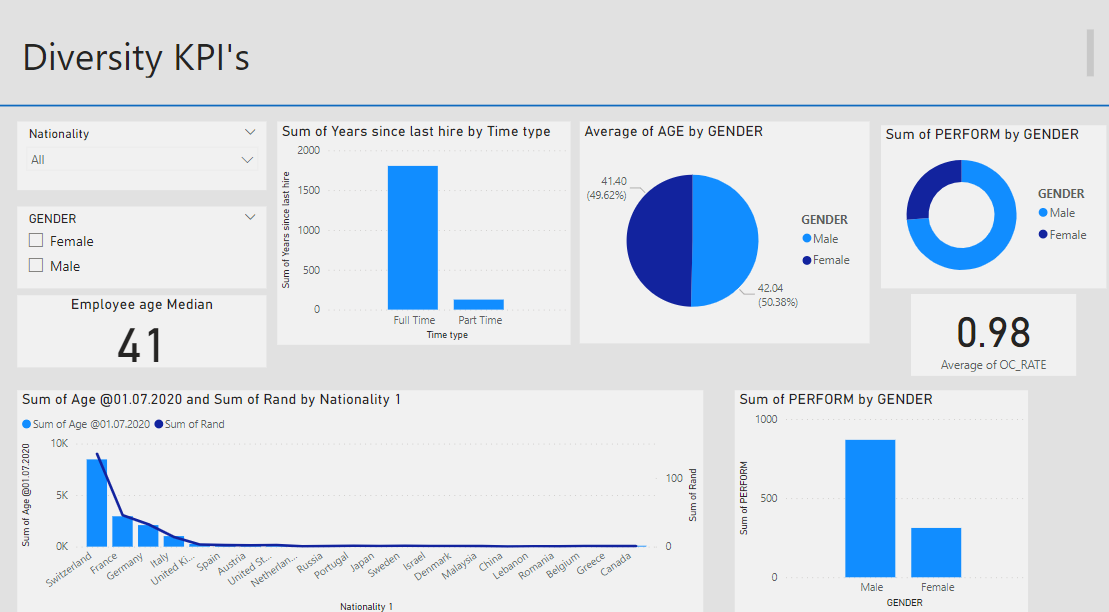 Diversity KPI's
Nationality
All
GENDER
Female
Male
Employee age Median
41
Sum of Years since last hire by Time type
Sum of Years since last hire
2000
1500
1000
500
0
Full Time
Part Time
Time type
Average of AGE by GENDER
41.40
(49.62%)
42.04
(50.38%)
GENDER
Male
Female
Sum of PERFORM by GENDER
GENDER
Male
Female
0.98
Average of OC_RATE
Sum of Age @01.07.2020 and Sum of Rand by Nationality 1
Sum of Age @01.07.2020 Sum of Rand
Sum of Age @01.07.2020
10K
5K
0K
100
0
Sum of Rand
Switzerland
France
Germany
Italy
United Ki...
Spain
Austria
United St...
Netherlan...
Russia
Portugal
Japan
Sweden
Israel
Denmark
Malaysia
China
Lebanon
Romania
Belgium
Greece
Canada
Nationality 1
Sum of PERFORM by GENDER
Sum of PERFORM
1000
500
0
Male
Female
GENDER